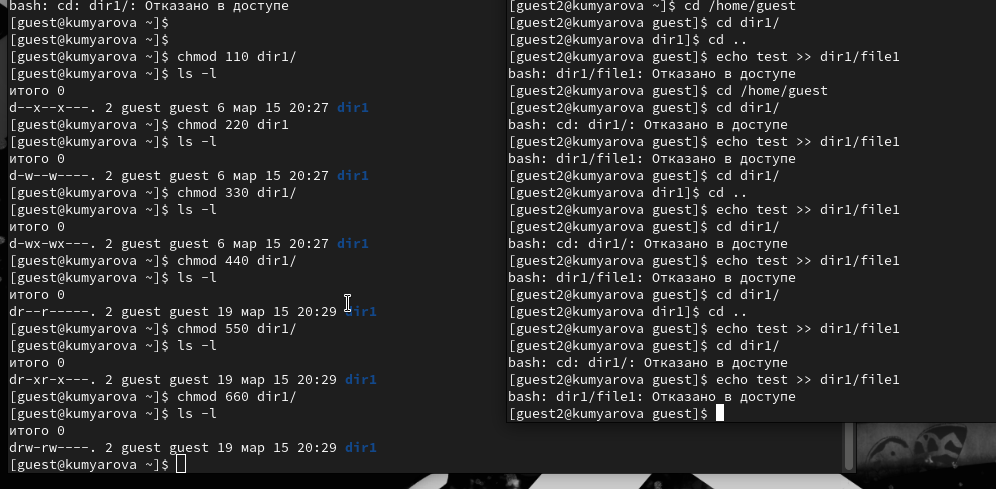 bash: cd: dir1/: Отказано в доступе
[guest@kumyarova ~]$
[guest@kumyarova ~]$
[guest@kumyarova ~]$ chmod 110 dir1/
[guest@kumyarova ~]$ ls -l
итого 0
d--x--x---. 2 guest guest 6 мар 15 20:27 dir1
[guest@kumyarova ~]$ chmod 220 dir1
[guest@kumyarova ~]$ ls -l
итого 0
d-w--w----. 2 guest guest 6 мар 15 20:27 dir1
[guest@kumyarova ~]$ chmod 330 dir1/
[guest@kumyarova ~]$ ls -l
итого 0
d-wx-wx---. 2 guest guest 6 мар 15 20:27 dir1
[guest@kumyarova ~]$ chmod 440 dir1/
[guest@kumyarova ~]$ ls -l
итого 0
dr--r-----. 2 guest guest 19 мар 15 20:29 dir1
[guest@kumyarova ~]$ chmod 550 dir1/
[guest@kumyarova ~]$ ls -l
итого 0
dr-xr-x---. 2 guest guest 19 мар 15 20:29 dir1
[guest@kumyarova ~]$ chmod 660 dir1/
[guest@kumyarova ~]$ ls -l
итого 0
drw-rw----. 2 guest guest 19 мар 15 20:29 dir1
[guest@kumyarova ~]$
[guest2@kumyarova ~]$ cd /home/guest
[guest2@kumyarova guest]$ cd dir1/
[guest2@kumyarova dir1]$ cd ..
[guest2@kumyarova guest]$ echo test >> dir1/file1
bash: dir1/file1: Отказано в доступе
[guest2@kumyarova guest]$ cd /home/guest
[guest2@kumyarova guest]$ cd dir1/
bash: cd: dir1/: Отказано в доступе
[guest2@kumyarova guest]$ echo test >> dir1/file1
bash: dir1/file1: Отказано в доступе
[guest2@kumyarova guest]$ cd dir1/
[guest2@kumyarova dir1]$ cd ..
[guest2@kumyarova guest]$ echo test >> dir1/file1
[guest2@kumyarova guest]$ cd dir1/
bash: cd: dir1/: Отказано в доступе
[guest2@kumyarova guest]$ echo test >> dir1/file1
bash: dir1/file1: Отказано в доступе
[guest2@kumyarova guest]$ cd dir1/
[guest2@kumyarova dir1]$ cd ..
[guest2@kumyarova guest]$ echo test >> dir1/file1
[guest2@kumyarova guest]$ cd dir1/
bash: cd: dir1/: Отказано в доступе
[guest2@kumyarova guest]$ echo test >> dir1/file1
bash: dir1/file1: Отказано в доступе
[guest2@kumyarova guest]$